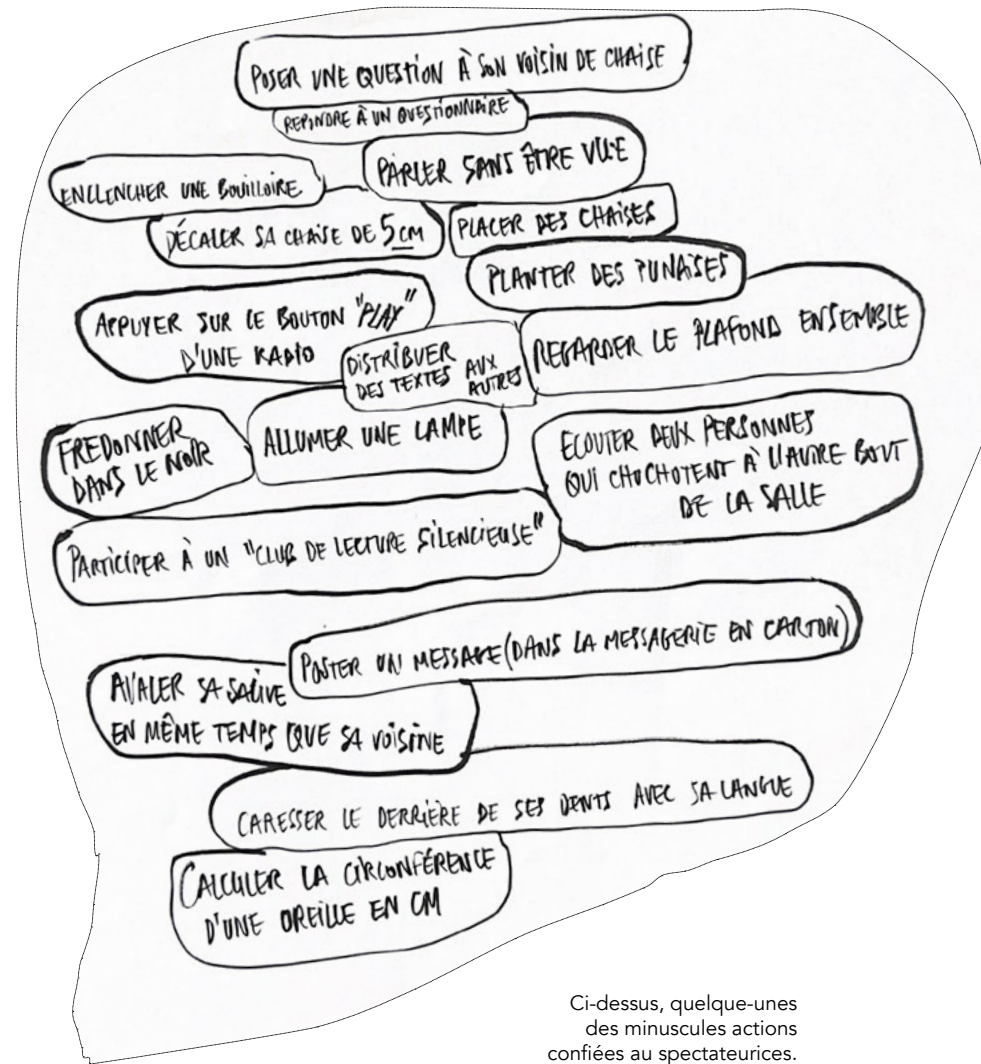 POSER UNE QUESTION À SON VOISIN DE CHAISE
REPONDRE À UN QUESTIONNAIRE
PARLER SANS ÊTRE VU·E
ENCLENCHER UNE BOUILLOIRE
DÉCALER SA CHAISE DE 5 CM
PLACER DES CHAISES
PLANTER DES PUNAISES
APPUYER SUR LE BOUTON "PLAY"
D'UNE RADIO
DISTRIBUER
DES TEXTES AUX
AUTRES
REGARDER LE PLAFOND ENSEMBLE
FREDONNER
DANS LE NOIR
ALLUMER UNE LAMPE
ECOUTER DEUX PERSONNES
QUI CHUCHOTENT À L'AUTRE BOUT
DE LA SALLE
PARTICIPER À UN "CLUB DE LECTURE SILENCIEUSE"
POSTER UN MESSAGE (DANS LA MESSAGERIE EN CARTON)
AVALER SA SALIVE
EN MÊME TEMPS QUE SA VOISINE
CARESSER LE DERRIÈRE DE SES DENTS AVEC SA LANGUE
CALCULER LA CIRCONFÉRENCE
D'UNE OREILLE EN CM
Ci-dessus, quelque-unes
des minuscules actions
confiées au spectateurices.